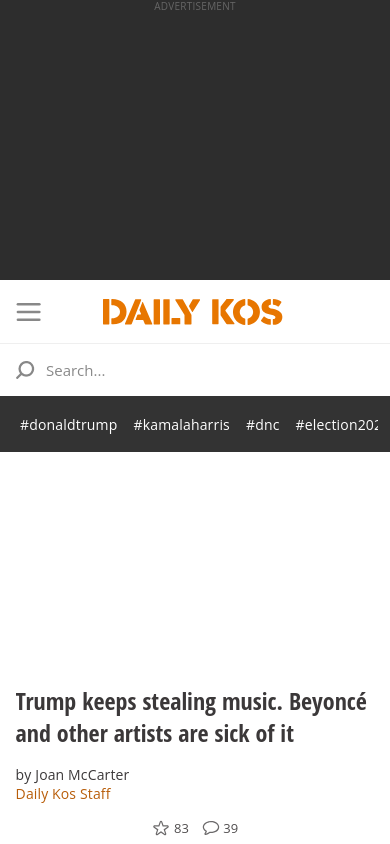 ADVERTISEMENT
DAILY KOS
Search...
#donaldtrump #kamalaharris #dnc #election202
Trump keeps stealing music. Beyoncé
and other artists are sick of it
by Joan McCarter
Daily Kos Staff
83 39